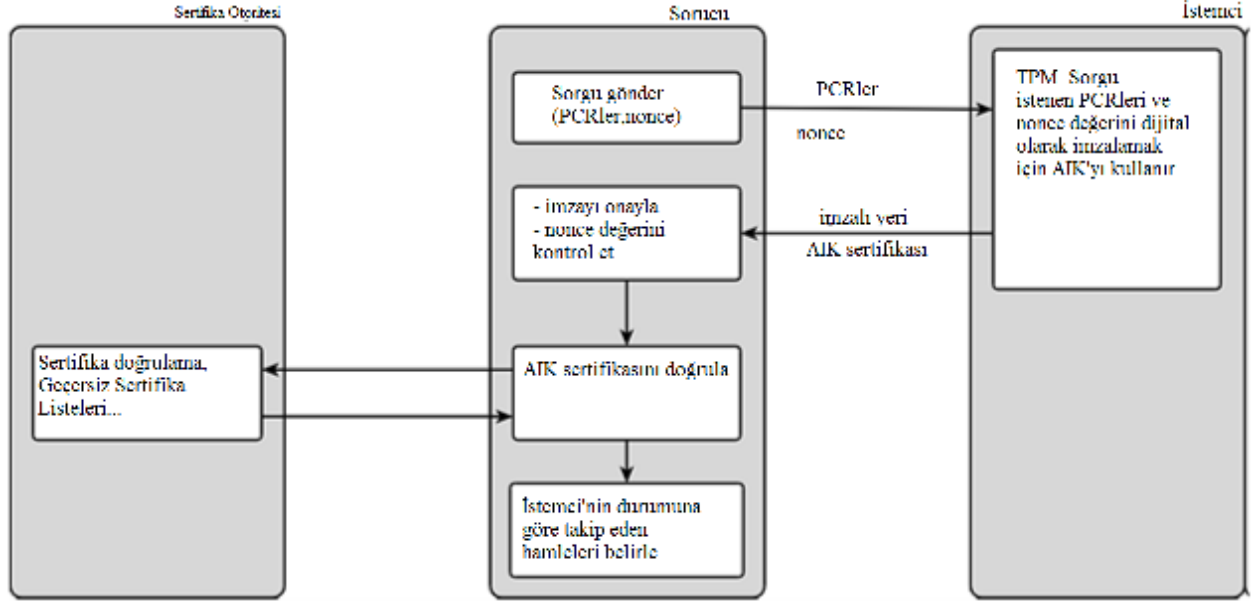 Sertifika Otoritesi
Sorucu
İstemci
Sorgu gönder
(PCRler,nonce)
PCRler
nonce
TPM Sorgu
istenen PCRleri ve
nonce değerini dijital
olarak imzalamak
için AIK'yı kullanır
- imzayı onayla
- nonce değerini
kontrol et
imzalı veri
AIK sertifikası
Sertifika doğrulama,
Geçersiz Sertifika
Listeleri...
AIK sertifikasını doğrula
İstemci'nin durumuna
göre takip eden
hamleleri belirle